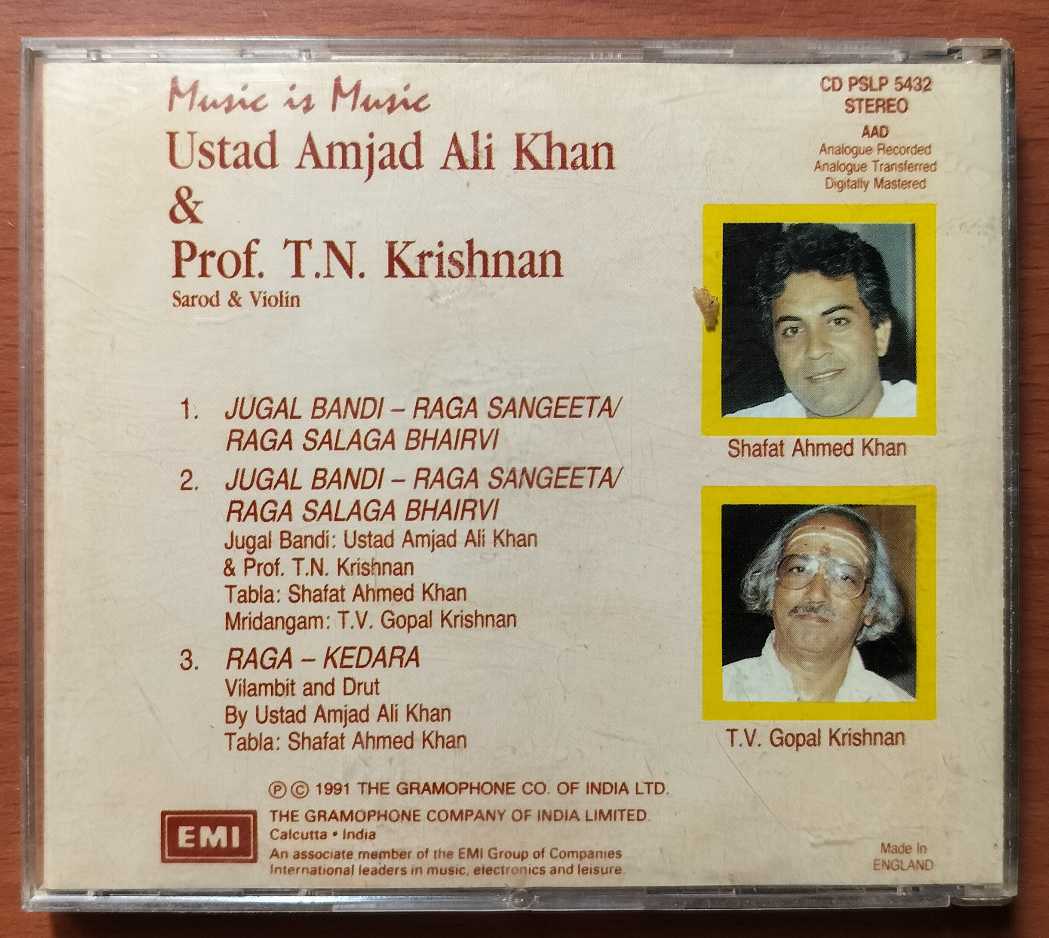 Music is Music
Ustad Amjad Ali Khan
&
Prof. T.N. Krishnan
Sarod & Violin
CD PSLP 5432
STEREO
AAD
Analogue Recorded
Analogue Transferred
Digitally Mastered
Shafat Ahmed Khan
1. JUGAL BANDI – RAGA SANGEETA/
RAGA SALAGA BHAIRVI
2. JUGAL BANDI – RAGA SANGEETA/
RAGA SALAGA BHAIRVI
Jugal Bandi: Ustad Amjad Ali Khan
& Prof. T.N. Krishnan
Tabla: Shafat Ahmed Khan
Mridangam: T.V. Gopal Krishnan
3. RAGA – KEDARA
Vilambit and Drut
By Ustad Amjad Ali Khan
Tabla: Shafat Ahmed Khan
T.V. Gopal Krishnan
℗ © 1991 THE GRAMOPHONE CO. OF INDIA LTD.
EMI
THE GRAMOPHONE COMPANY OF INDIA LIMITED.
Calcutta • India
An associate member of the EMI Group of Companies
International leaders in music, electronics and leisure.
Made In
ENGLAND